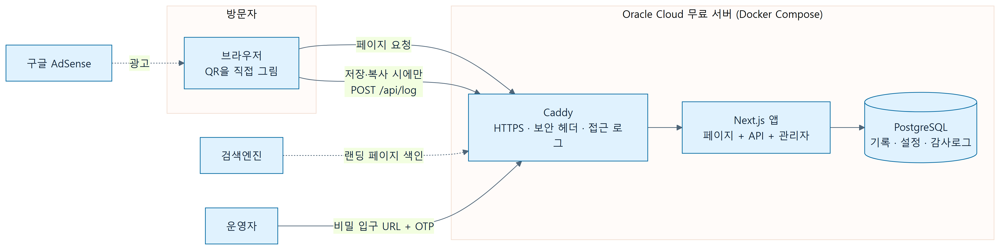 방문자
Oracle Cloud 무료 서버 (Docker Compose)
구글 AdSense
광고
브라우저
QR을 직접 그림
페이지 요청
저장·복사 시에만
POST /api/log
Caddy
HTTPS · 보안 헤더 · 접근 로
그
Next.js 앱
페이지 + API + 관리자
PostgreSQL
기록 · 설정 · 감사로그
검색엔진
랜딩 페이지 색인
운영자
비밀 입구 URL + OTP